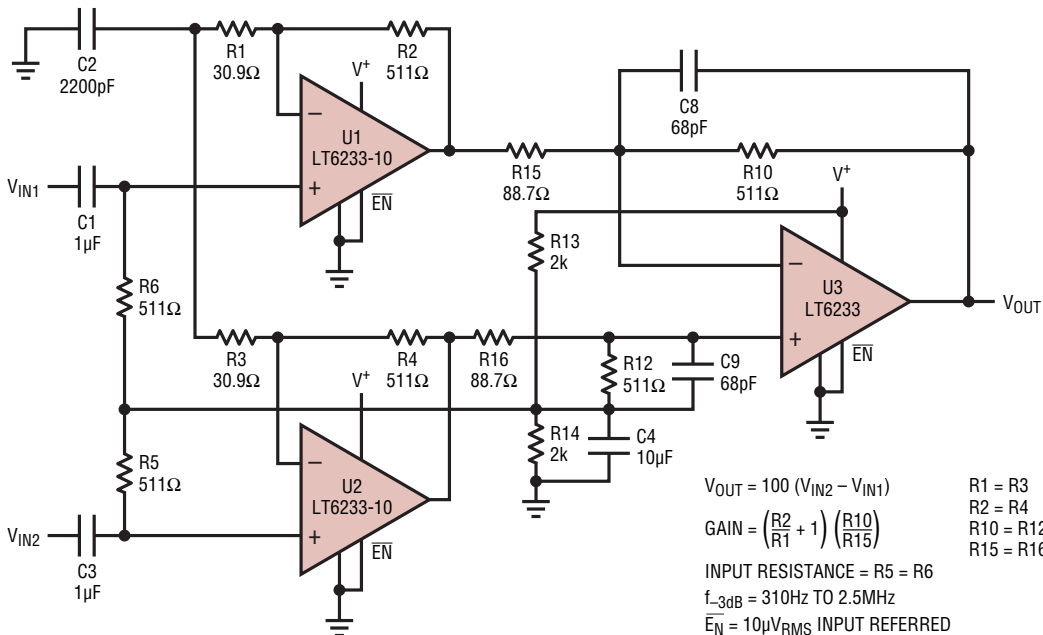 C2
2200pF
R1
30.9Ω
R2
511Ω
V+
U1
LT6233-10
−
+
EN
VIN1
C1
1µF
R15
88.7Ω
C8
68pF
R10
511Ω
V+
R13
2k
R6
511Ω
U3
LT6233
−
+
EN
VOUT
R3
30.9Ω
R4
511Ω
R16
88.7Ω
R12
511Ω
C9
68pF
V+
R14
2k
C4
10µF
R5
511Ω
U2
LT6233-10
−
+
EN
VIN2
C3
1µF
VOUT = 100 (VIN2 – VIN1)
GAIN = (R2/R1 + 1) (R10/R15)
INPUT RESISTANCE = R5 = R6
f–3dB = 310Hz TO 2.5MHz
EN = 10µVRMS INPUT REFERRED
R1 = R3
R2 = R4
R10 = R12
R15 = R16